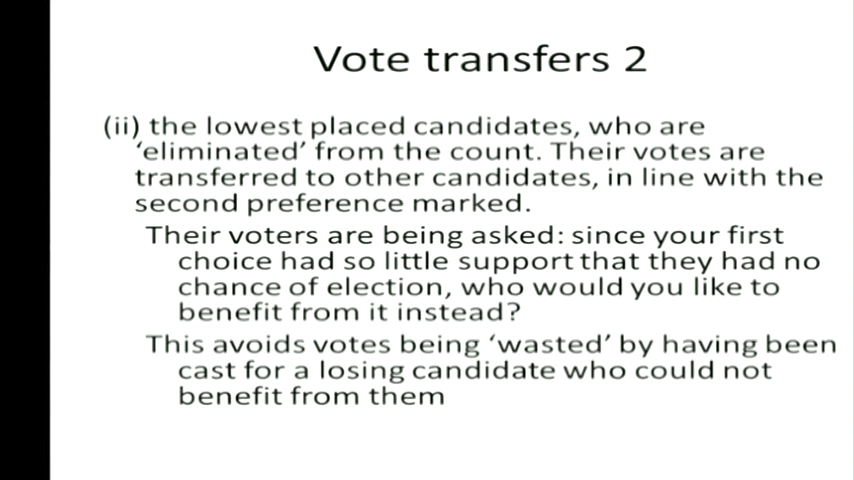 Vote transfers 2
(ii) the lowest placed candidates, who are
‘eliminated’ from the count. Their votes are
transferred to other candidates, in line with the
second preference marked.
Their voters are being asked: since your first
choice had so little support that they had no
chance of election, who would you like to
benefit from it instead?
This avoids votes being ‘wasted’ by having been
cast for a losing candidate who could not
benefit from them